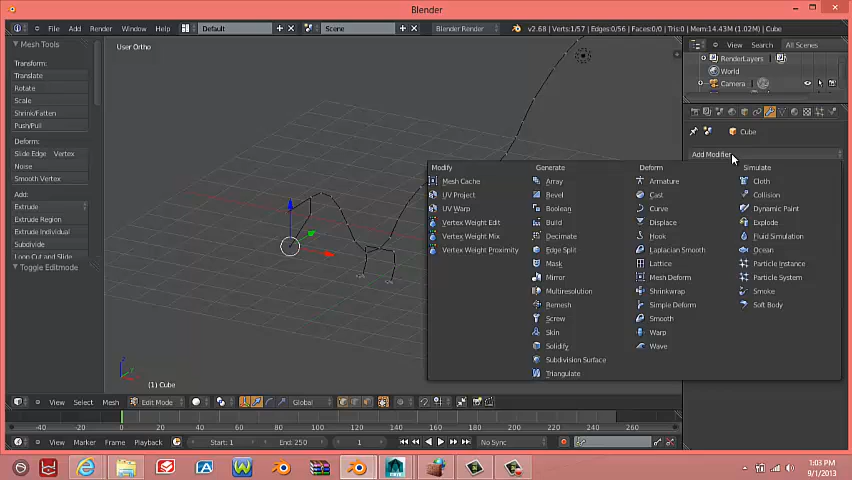 Blender
File Add Render Window Help
Default
Scene
Blender Render
v2.68 | Verts:1/57 | Edges:0/56 | Faces:0/0 | Tris:0 | Mem:14.43M (1.02M) | Cube
Mesh Tools
Transform:
Translate
Rotate
Scale
Shrink/Fatten
Push/Pull
Deform:
Slide Edge Vertex
Noise
Smooth Vertex
Add:
Extrude
Extrude Region
Extrude Individual
Subdivide
Loop Cut and Slide
Toggle Editmode
User Ortho
(1) Cube
View Search All Scenes
RenderLayers
World
Camera
Cube
Add Modifier
Modify
Mesh Cache
UV Project
UV Warp
Vertex Weight Edit
Vertex Weight Mix
Vertex Weight Proximity
Generate
Array
Bevel
Boolean
Build
Decimate
Edge Split
Mask
Mirror
Multiresolution
Remesh
Screw
Skin
Solidify
Subdivision Surface
Triangulate
Deform
Armature
Cast
Curve
Displace
Hook
Laplacian Smooth
Lattice
Mesh Deform
Shrinkwrap
Simple Deform
Smooth
Warp
Wave
Simulate
Cloth
Collision
Dynamic Paint
Explode
Fluid Simulation
Ocean
Particle Instance
Particle System
Smoke
Soft Body
View Select Mesh Edit Mode Global
-40 -20 0 20 40 60 80 100 120 140 160 180 200 220 240 260
View Marker Frame Playback Start: 1 End: 250 1 No Sync
1:03 PM
9/1/2013